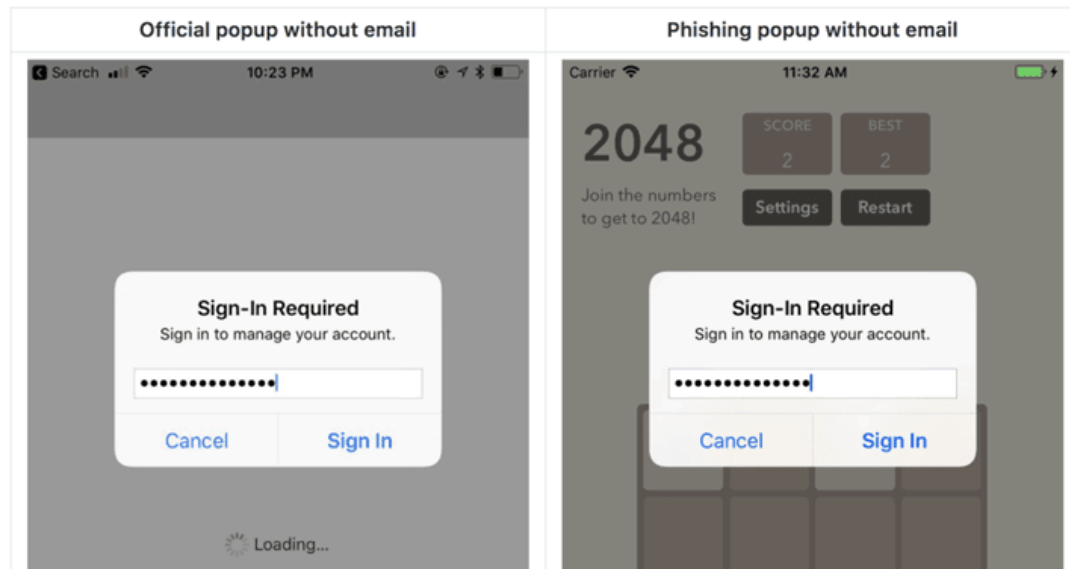 Official popup without email
Phishing popup without email
Search
10:23 PM
Sign-In Required
Sign in to manage your account.
••••••••••••••
Cancel
Sign In
Loading...
Carrier
11:32 AM
2048
SCORE
2
BEST
2
Join the numbers
to get to 2048!
Settings
Restart
Sign-In Required
Sign in to manage your account.
••••••••••••••
Cancel
Sign In